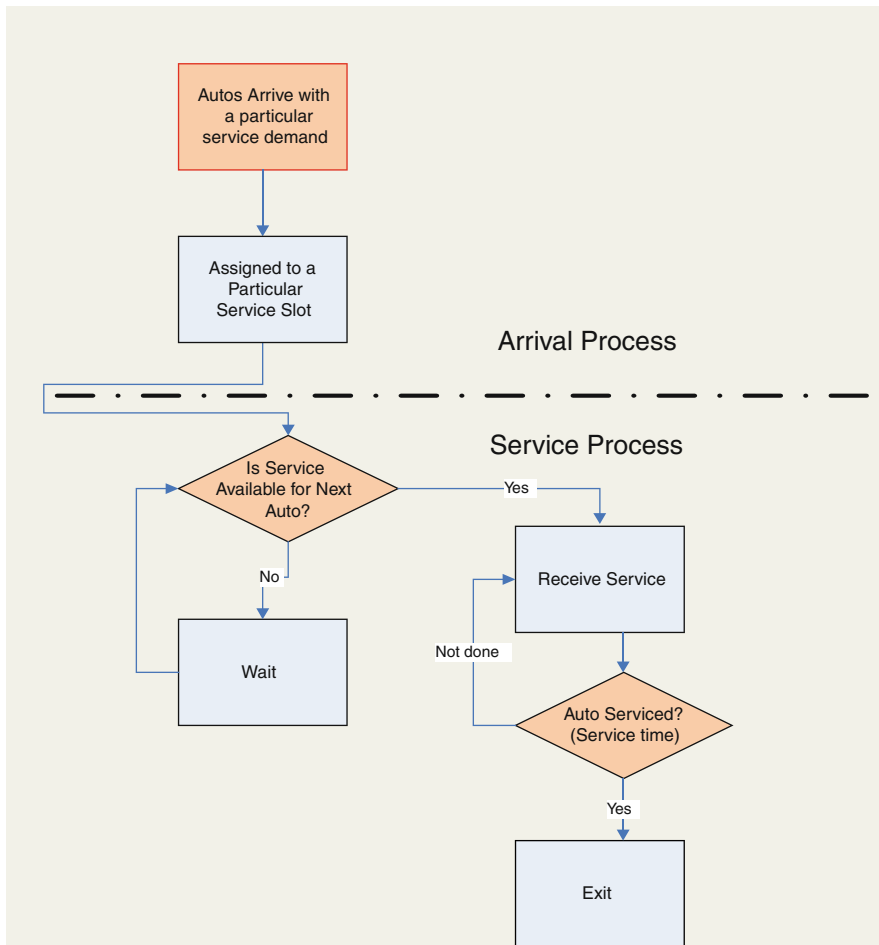 Autos Arrive with
a particular
service demand
Assigned to a
Particular
Service Slot
Arrival Process
Service Process
Is Service
Available for Next
Auto?
Yes
No
Receive Service
Wait
Not done
Auto Serviced?
(Service time)
Yes
Exit